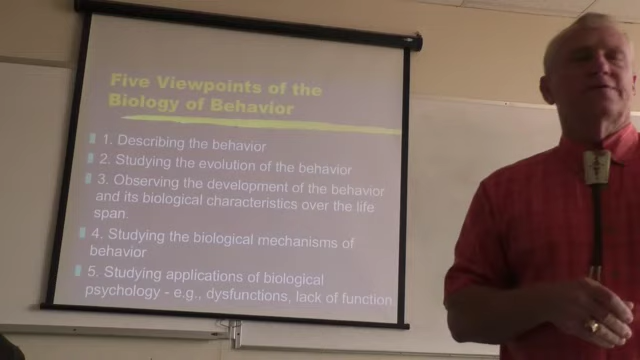 Five Viewpoints of the
Biology of Behavior
1. Describing the behavior
2. Studying the evolution of the behavior
3. Observing the development of the behavior
and its biological characteristics over the life
span.
4. Studying the biological mechanisms of
behavior
5. Studying applications of biological
psychology - e.g., dysfunctions, lack of function